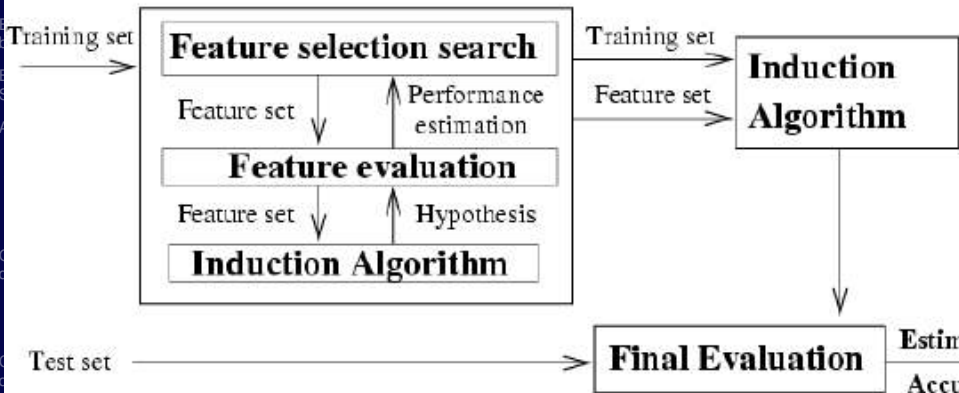 Training set
Feature selection search
Feature set
Performance
estimation
Feature evaluation
Feature set
Hypothesis
Induction Algorithm
Training set
Feature set
Induction
Algorithm
Test set
Final Evaluation